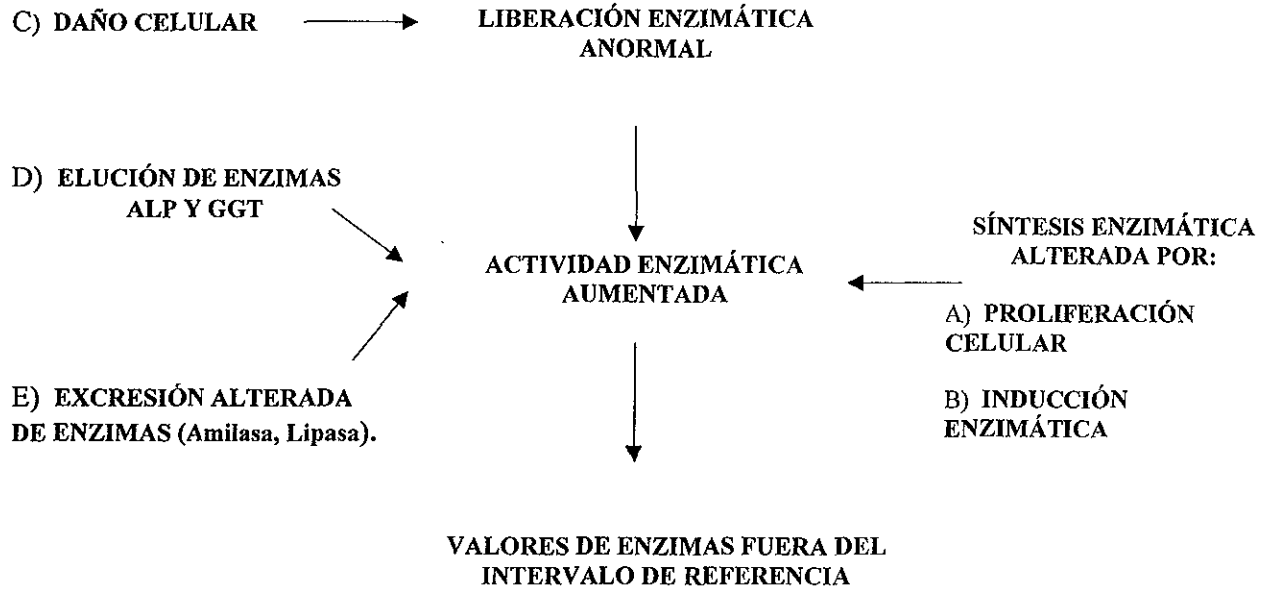 C) DAÑO CELULAR
LIBERACIÓN ENZIMÁTICA
ANORMAL
D) ELUCIÓN DE ENZIMAS
ALP Y GGT
ACTIVIDAD ENZIMÁTICA
AUMENTADA
SÍNTESIS ENZIMÁTICA
ALTERADA POR:
A) PROLIFERACIÓN
CELULAR
B) INDUCCIÓN
ENZIMÁTICA
E) EXCRESIÓN ALTERADA
DE ENZIMAS (Amilasa, Lipasa).
VALORES DE ENZIMAS FUERA DEL
INTERVALO DE REFERENCIA